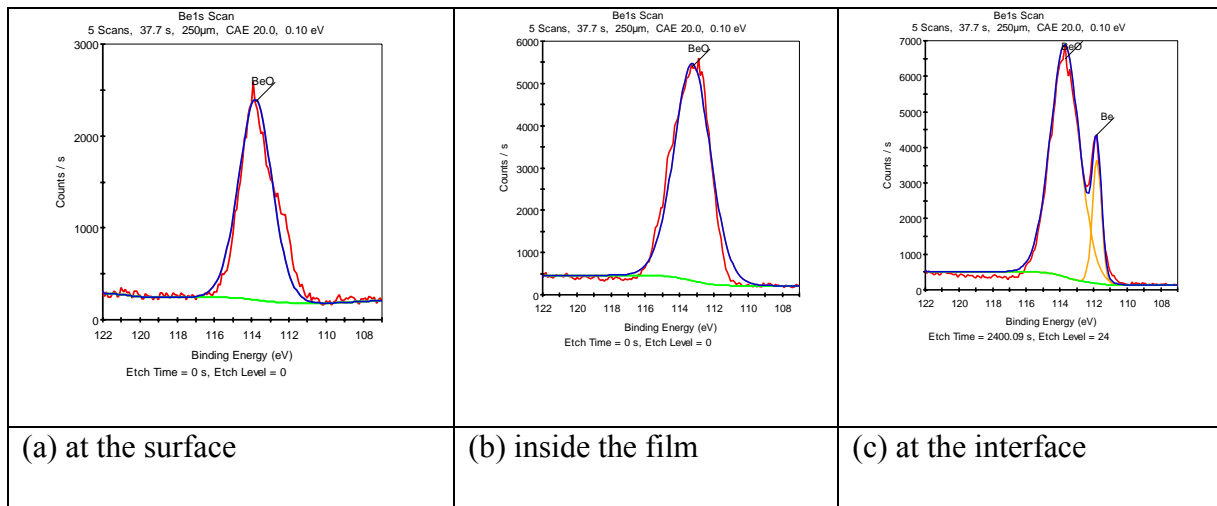 Be1s Scan
5 Scans, 37.7 s, 250µm, CAE 20.0, 0.10 eV
3000
2000
1000
0
Counts / s
BeO
122 120 118 116 114 112 110 108
Binding Energy (eV)
Etch Time = 0 s, Etch Level = 0
(a) at the surface
Be1s Scan
5 Scans, 37.7 s, 250µm, CAE 20.0, 0.10 eV
6000
5000
4000
3000
2000
1000
0
Counts / s
BeO
122 120 118 116 114 112 110 108
Binding Energy (eV)
Etch Time = 0 s, Etch Level = 0
(b) inside the film
Be1s Scan
5 Scans, 37.7 s, 250µm, CAE 20.0, 0.10 eV
7000
6000
5000
4000
3000
2000
1000
0
Counts / s
BeO
Be
122 120 118 116 114 112 110 108
Binding Energy (eV)
Etch Time = 2400.09 s, Etch Level = 24
(c) at the interface